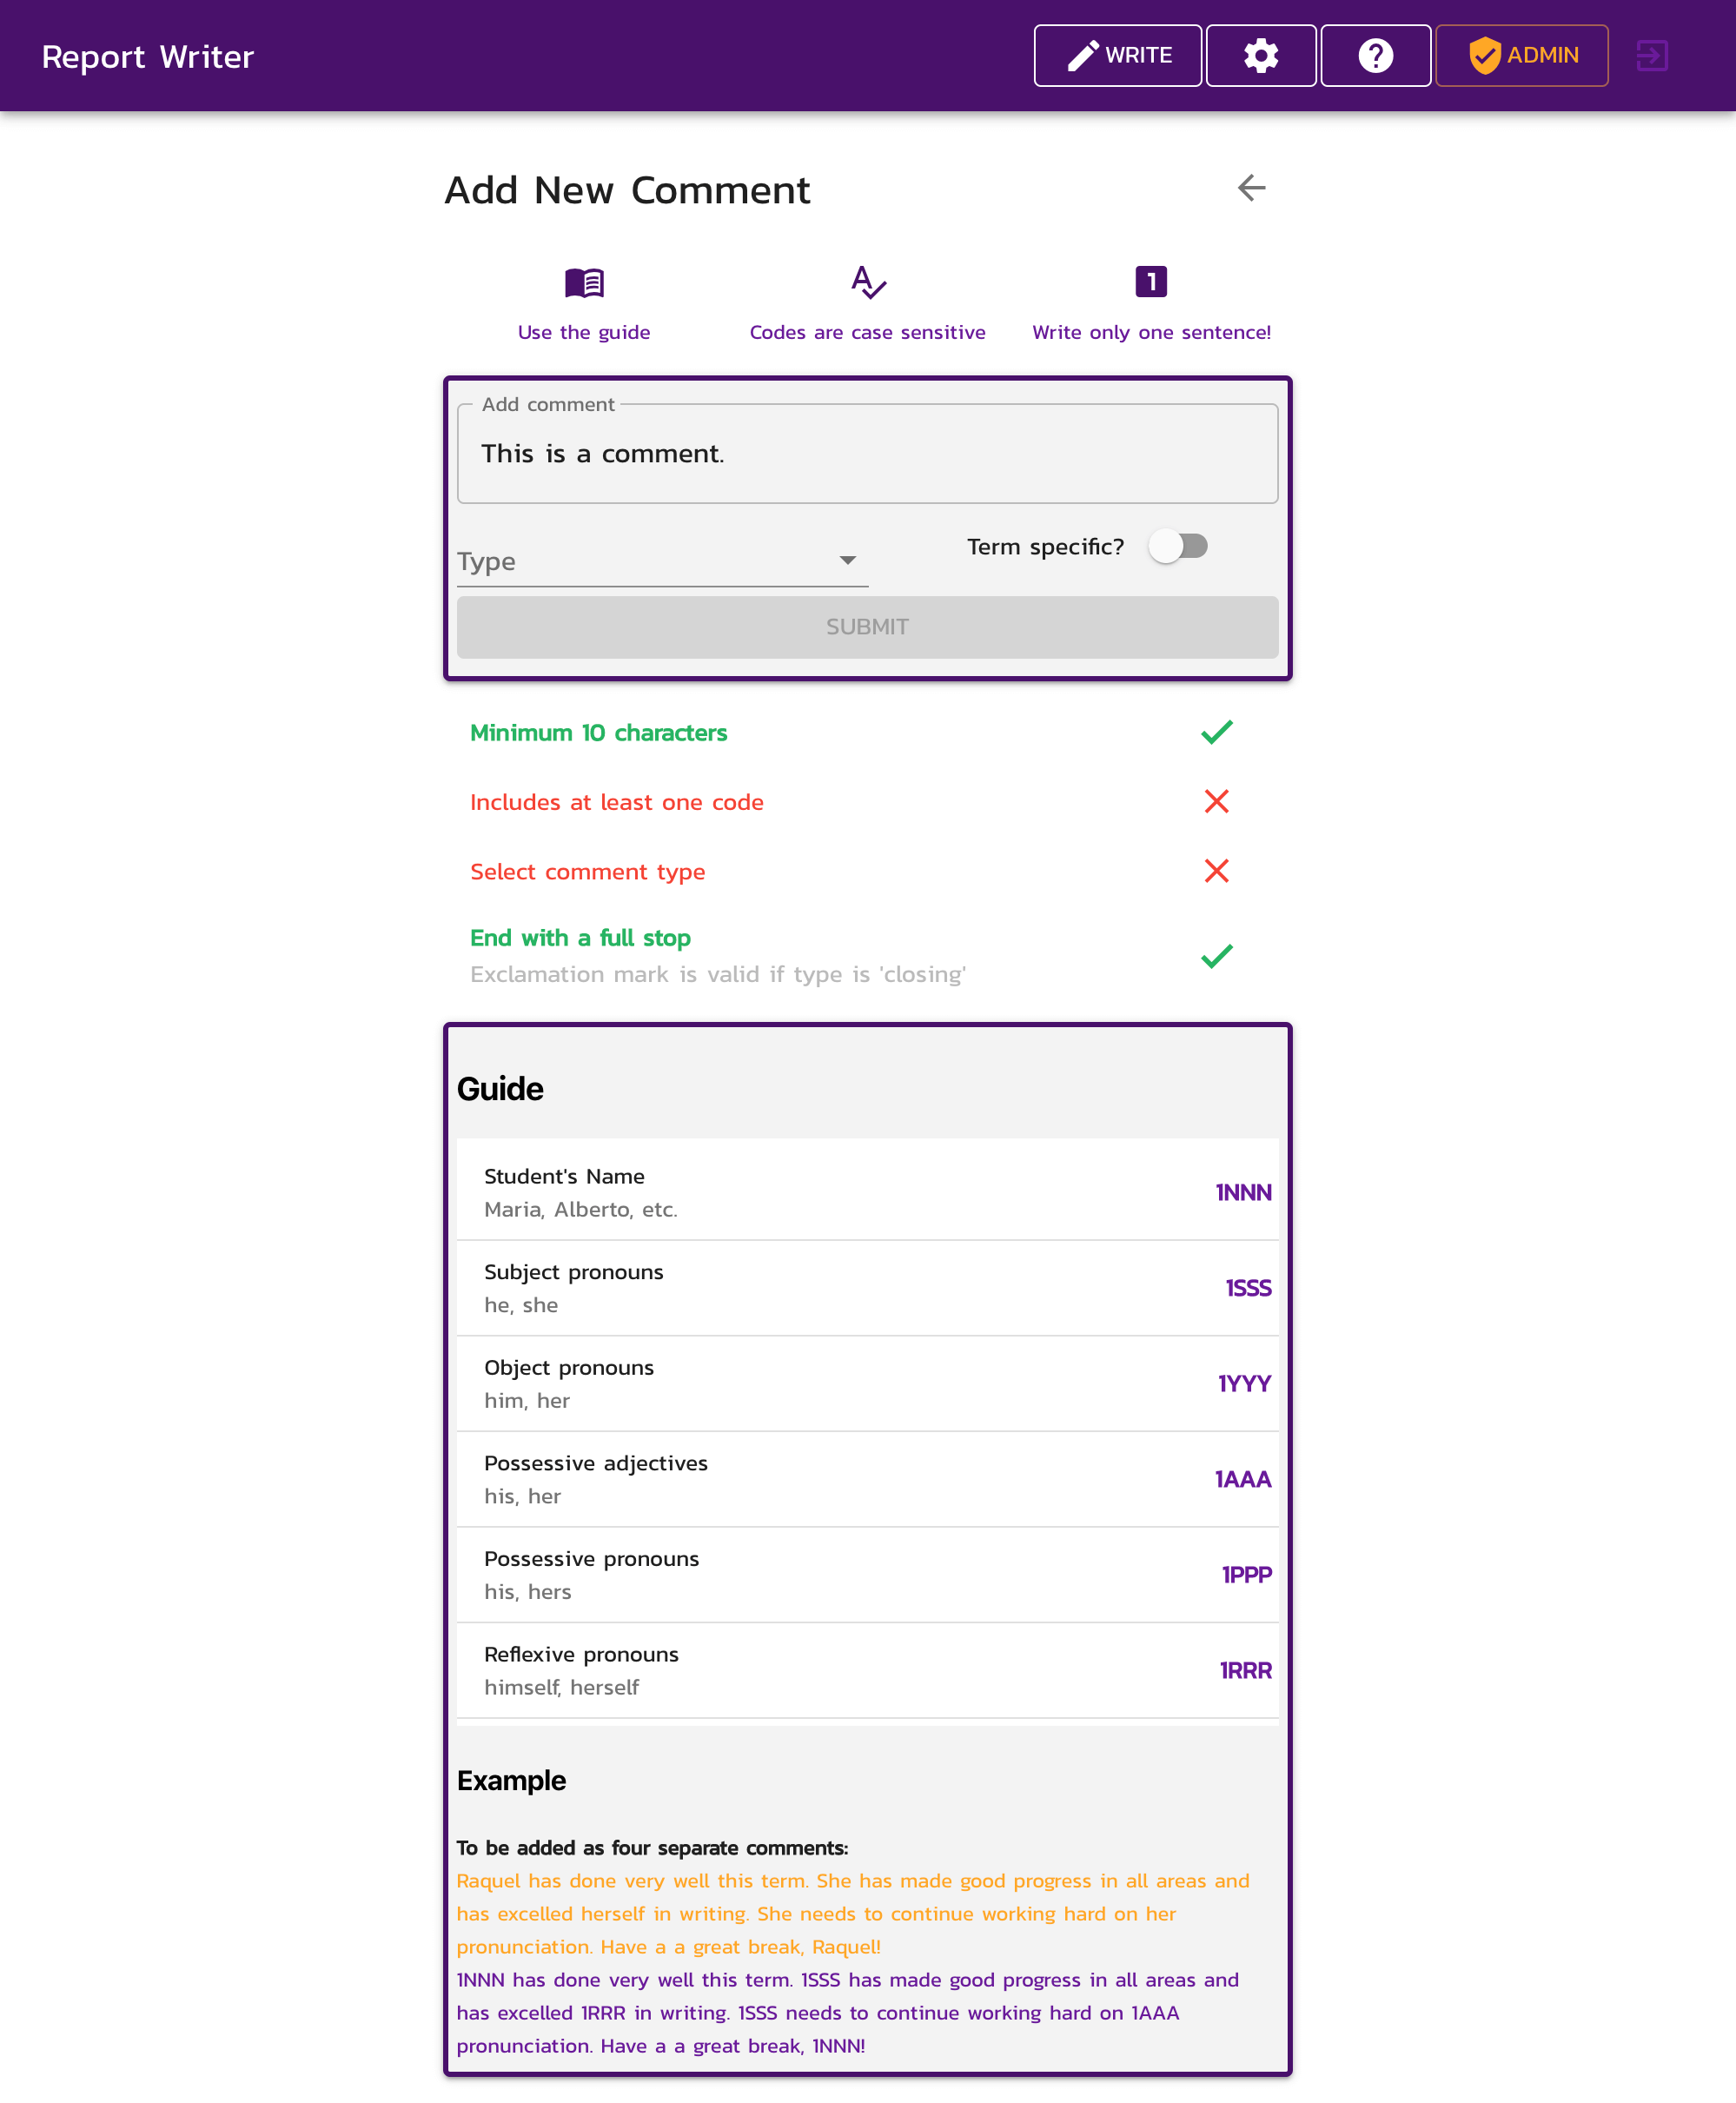 Report Writer
WRITE
ADMIN
Add New Comment
Use the guide
Codes are case sensitive
1
Write only one sentence!
Add comment
This is a comment.
Type
Term specific?
SUBMIT
Minimum 10 characters
Includes at least one code
Select comment type
End with a full stop
Exclamation mark is valid if type is 'closing'
Guide
Student's Name
Maria, Alberto, etc.
1NNN
Subject pronouns
he, she
1SSS
Object pronouns
him, her
1YYY
Possessive adjectives
his, her
1AAA
Possessive pronouns
his, hers
1PPP
Reflexive pronouns
himself, herself
1RRR
Example
To be added as four separate comments:
Raquel has done very well this term. She has made good progress in all areas and
has excelled herself in writing. She needs to continue working hard on her
pronunciation. Have a a great break, Raquel!
1NNN has done very well this term. 1SSS has made good progress in all areas and
has excelled 1RRR in writing. 1SSS needs to continue working hard on 1AAA
pronunciation. Have a a great break, 1NNN!